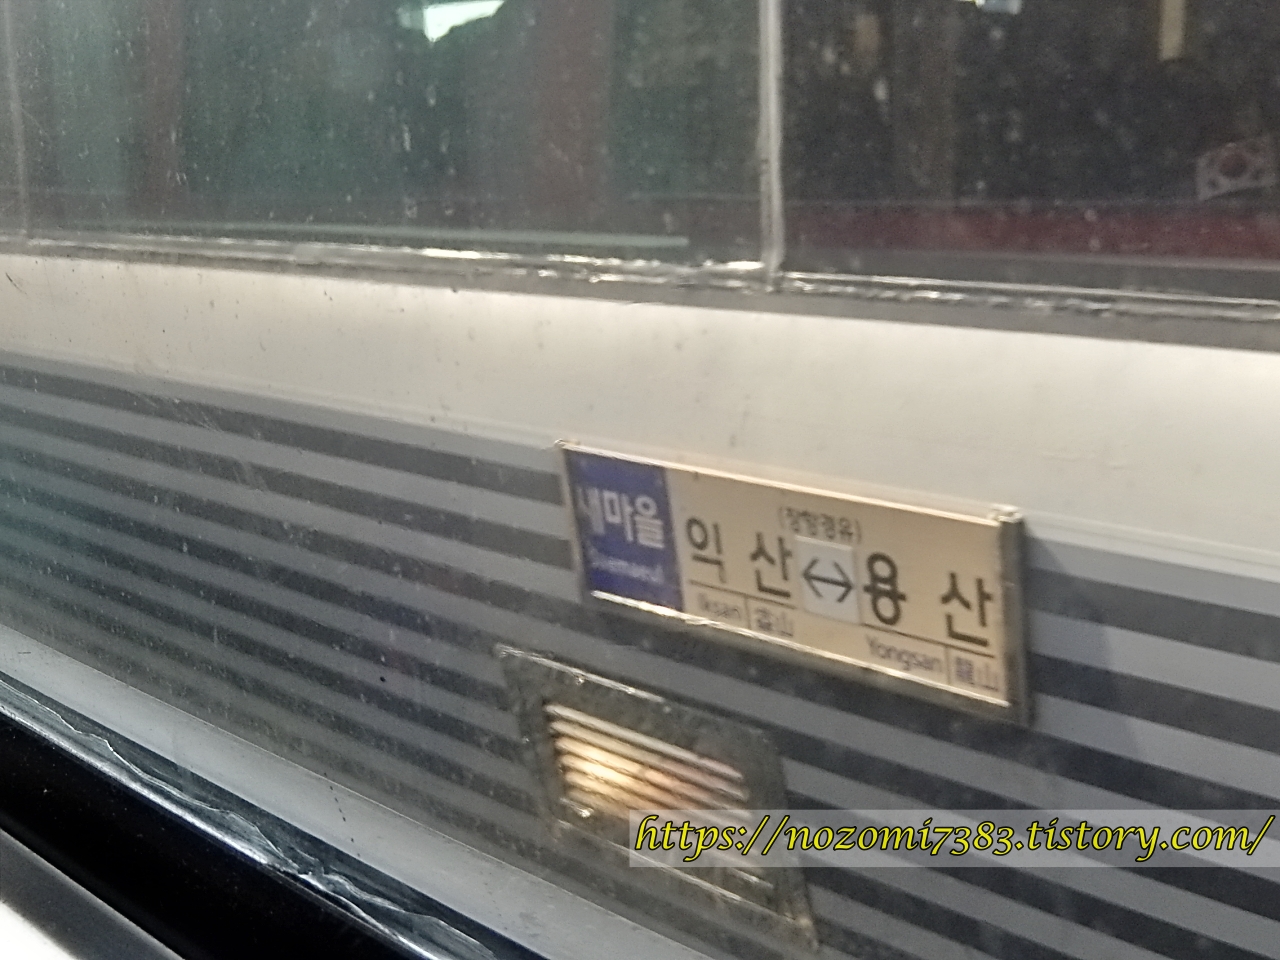 새마을
Saemaeul
(장항경유)
익산 ↔ 용산
Iksan 益山
Yongsan 龍山
https://nozomi7383.tistory.com/